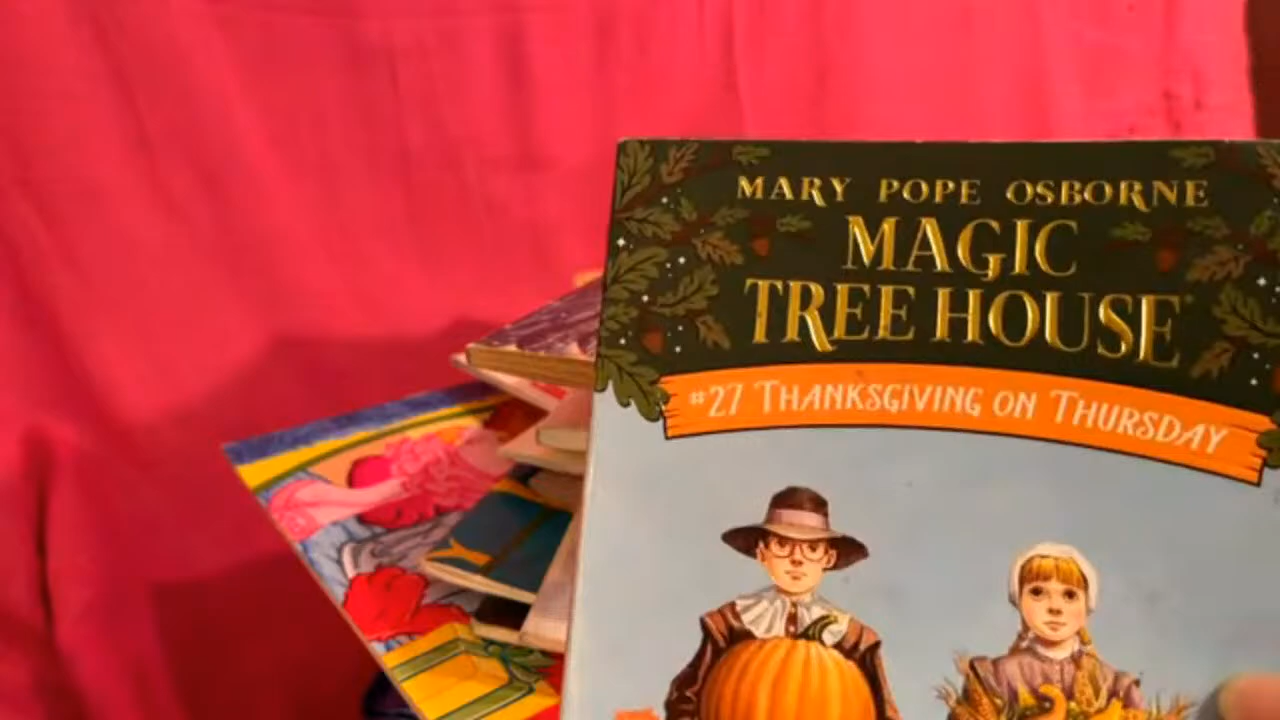 MARY POPE OSBORNE
MAGIC
TREE HOUSE
#27 THANKSGIVING ON THURSDAY